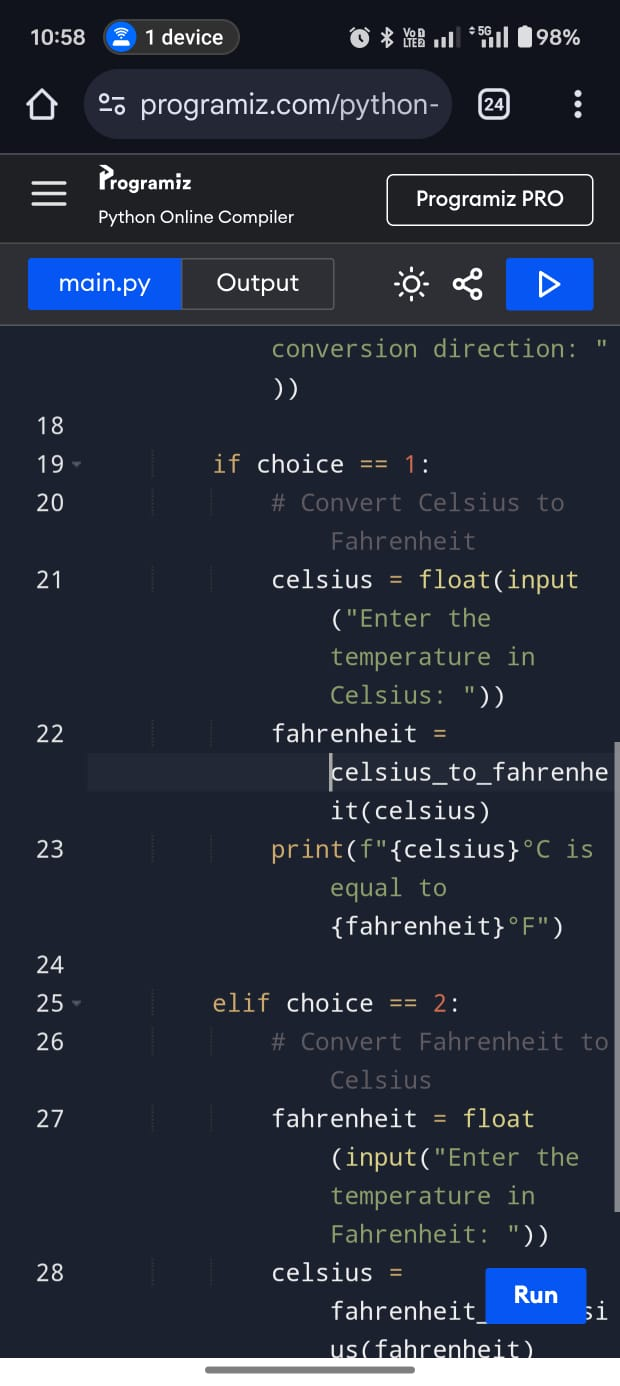 10:58 1 device VoD LTED 5G 98%
programiz.com/python- 24
Programiz
Python Online Compiler
Programiz PRO
main.py Output
conversion direction: "
))
18
19 if choice == 1:
20 # Convert Celsius to
Fahrenheit
21 celsius = float(input
("Enter the
temperature in
Celsius: "))
22 fahrenheit =
celsius_to_fahrenhe
it(celsius)
23 print(f"{celsius}°C is
equal to
{fahrenheit}°F")
24
25 elif choice == 2:
26 # Convert Fahrenheit to
Celsius
27 fahrenheit = float
(input("Enter the
temperature in
Fahrenheit: "))
28 celsius =
Run
fahrenheit_ si
us(fahrenheit)